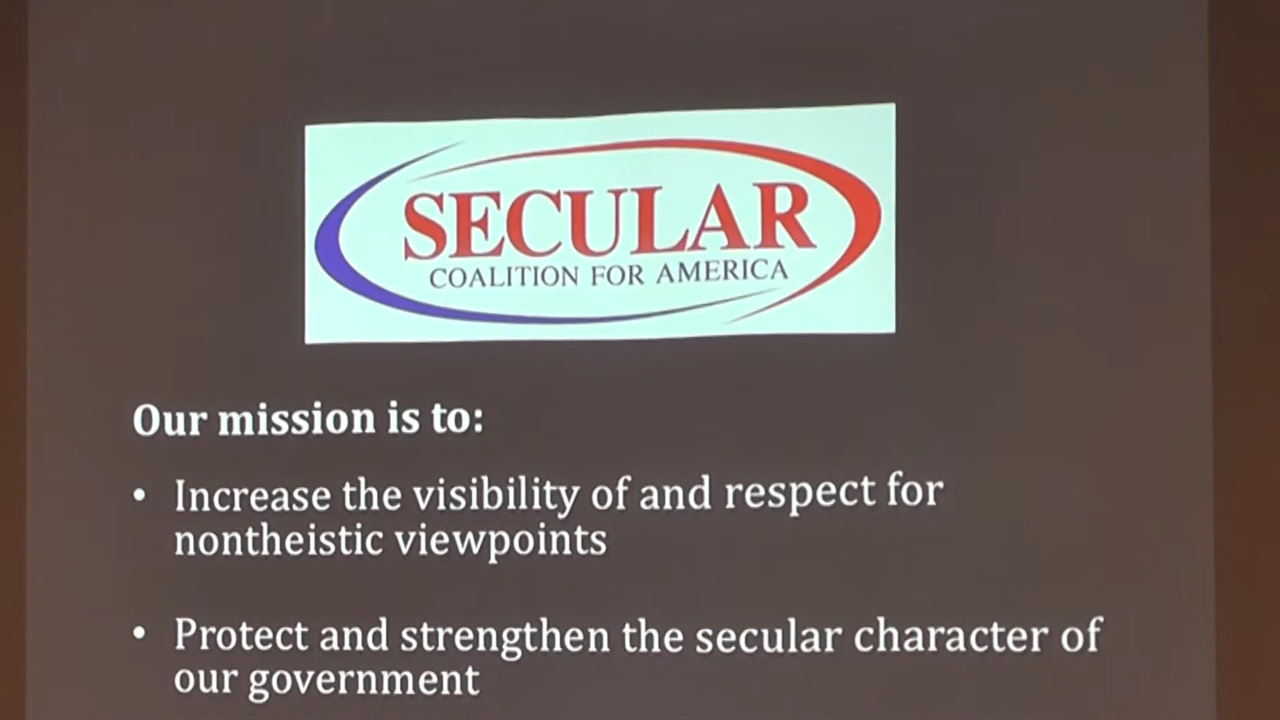 SECULAR
COALITION FOR AMERICA
Our mission is to:
• Increase the visibility of and respect for
nontheistic viewpoints
• Protect and strengthen the secular character of
our government